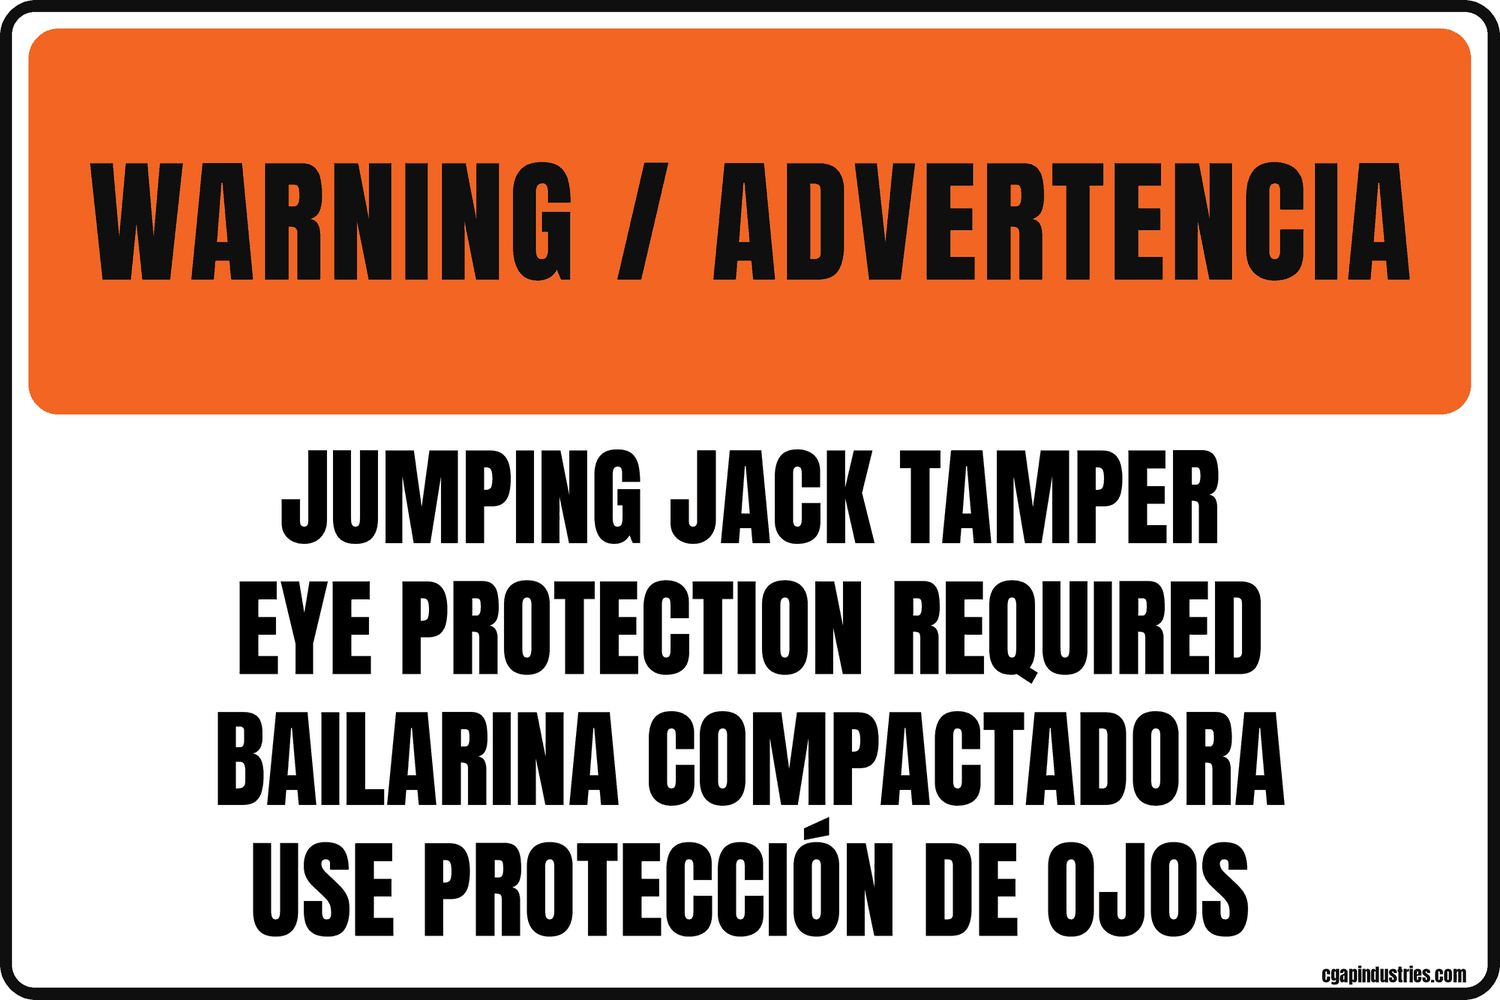 WARNING / ADVERTENCIA
JUMPING JACK TAMPER
EYE PROTECTION REQUIRED
BAILARINA COMPACTADORA
USE PROTECCIÓN DE OJOS
cgapindustries.com